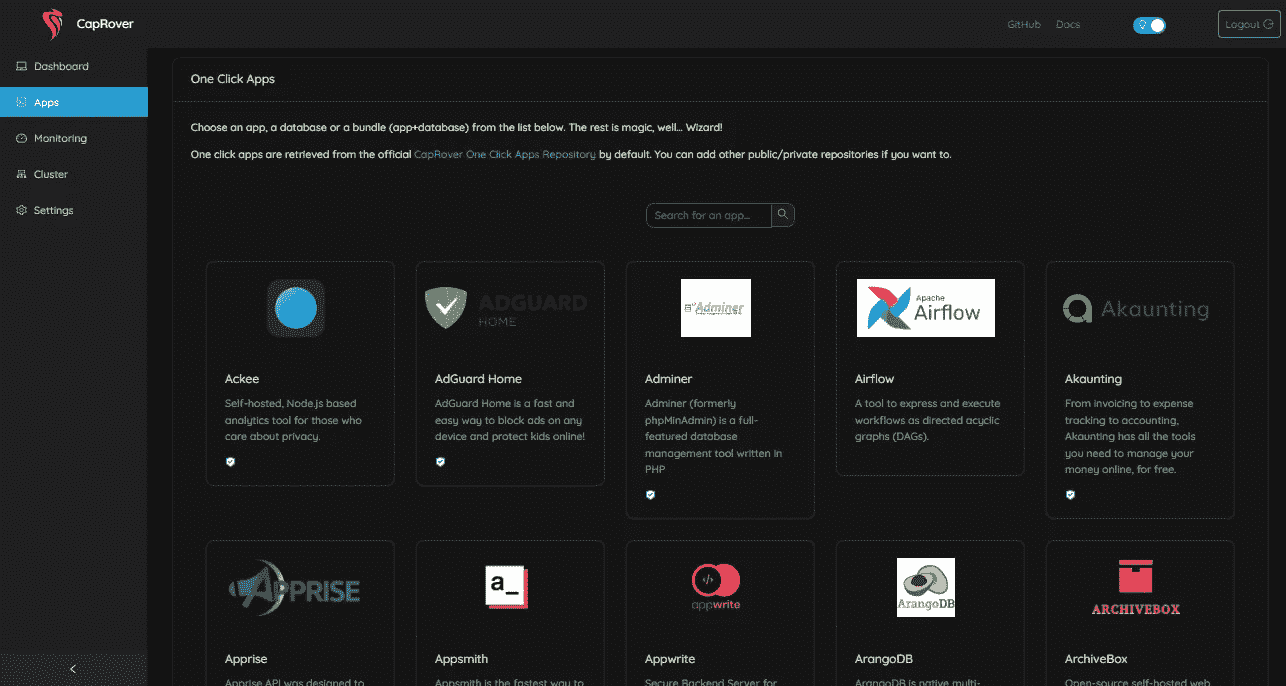 CapRover
GitHub Docs
Logout
Dashboard
Apps
Monitoring
Cluster
Settings
One Click Apps
Choose an app, a database or a bundle (app+database) from the list below. The rest is magic, well... Wizard!
One click apps are retrieved from the official CapRover One Click Apps Repository by default. You can add other public/private repositories if you want to.
Search for an app...
Ackee
Self-hosted, Node.js based
analytics tool for those who
care about privacy.
ADGUARD
HOME
AdGuard Home
AdGuard Home is a fast and
easy way to block ads on any
device and protect kids online!
Adminer
Adminer
Adminer (formerly
phpMinAdmin) is a full-
featured database
management tool written in
PHP
Apache
Airflow
Airflow
A tool to express and execute
workflows as directed acyclic
graphs (DAGs).
Akaunting
Akaunting
From invoicing to expense
tracking to accounting,
Akaunting has all the tools
you need to manage your
money online, for free.
APPRISE
Apprise
Apprise API was designed to
a_
Appsmith
Appsmith is the fastest way to
</>
appwrite
Appwrite
Secure Backend Server for
ArangoDB
ArangoDB
ArangoDB is native multi-
ARCHIVEBOX
ArchiveBox
Open-source self-hosted web